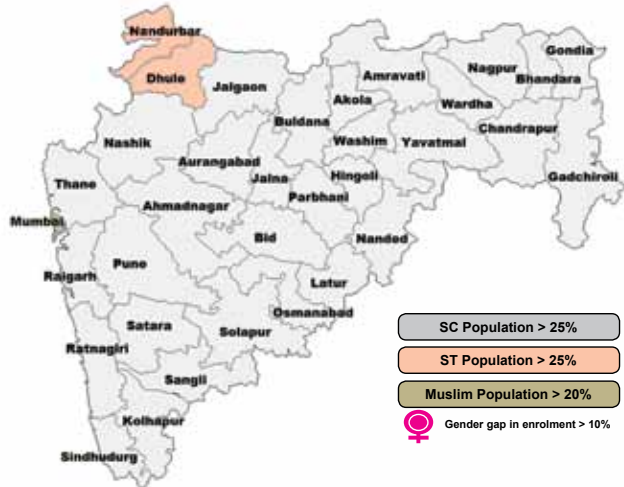 Nandurbar
Dhule
Jalgaon
Amravati
Nagpur
Gondia
Bhandara
Akola
Wardha
Buldana
Chandrapur
Nashik
Washim
Yavatmal
Aurangabad
Thane
Jalna
Hingoli
Gadchiroli
Ahmadnagar
Parbhani
Mumbai
Bid
Nanded
Raigarh
Pune
Latur
Osmanabad
Satara
Solapur
Ratnagiri
Sangli
Kolhapur
Sindhudurg
SC Population > 25%
ST Population > 25%
Muslim Population > 20%
Gender gap in enrolment > 10%